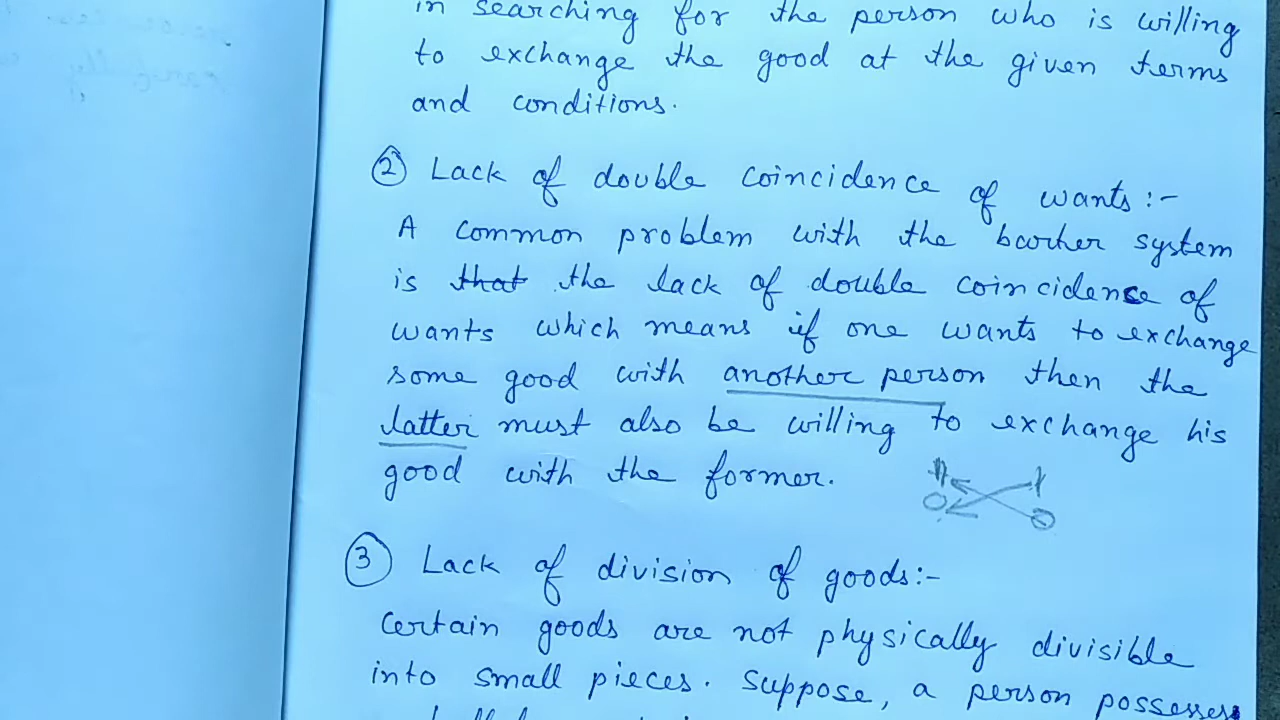 in searching for the person who is willing
to exchange the good at the given terms
and conditions.
② Lack of double coincidence of wants :-
A common problem with the barter system
is ~~that~~ the lack of double coincidence of
wants which means if one wants to exchange
some good with another person then the
latter must also be willing to exchange his
good with the former.
③ Lack of division of goods:-
Certain goods are not physically divisible
into small pieces. Suppose, a person possesses